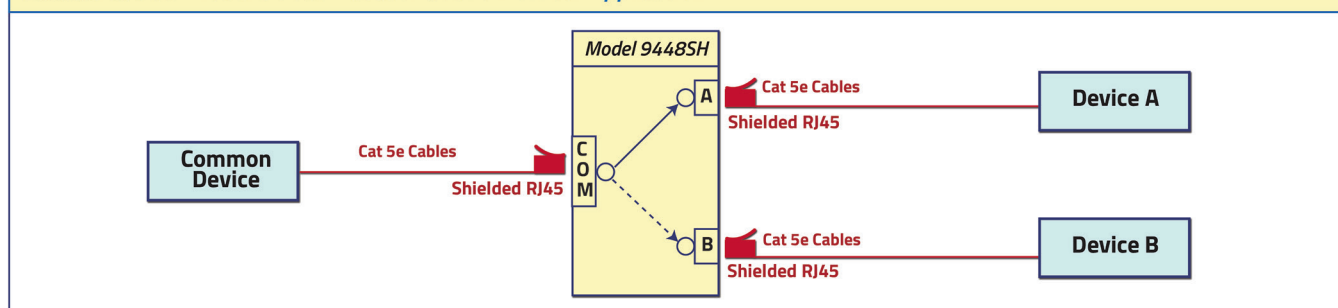 Model 9448SH
A
Cat 5e Cables
Shielded RJ45
Device A
Common
Device
Cat 5e Cables
Shielded RJ45
C
O
M
B
Cat 5e Cables
Shielded RJ45
Device B